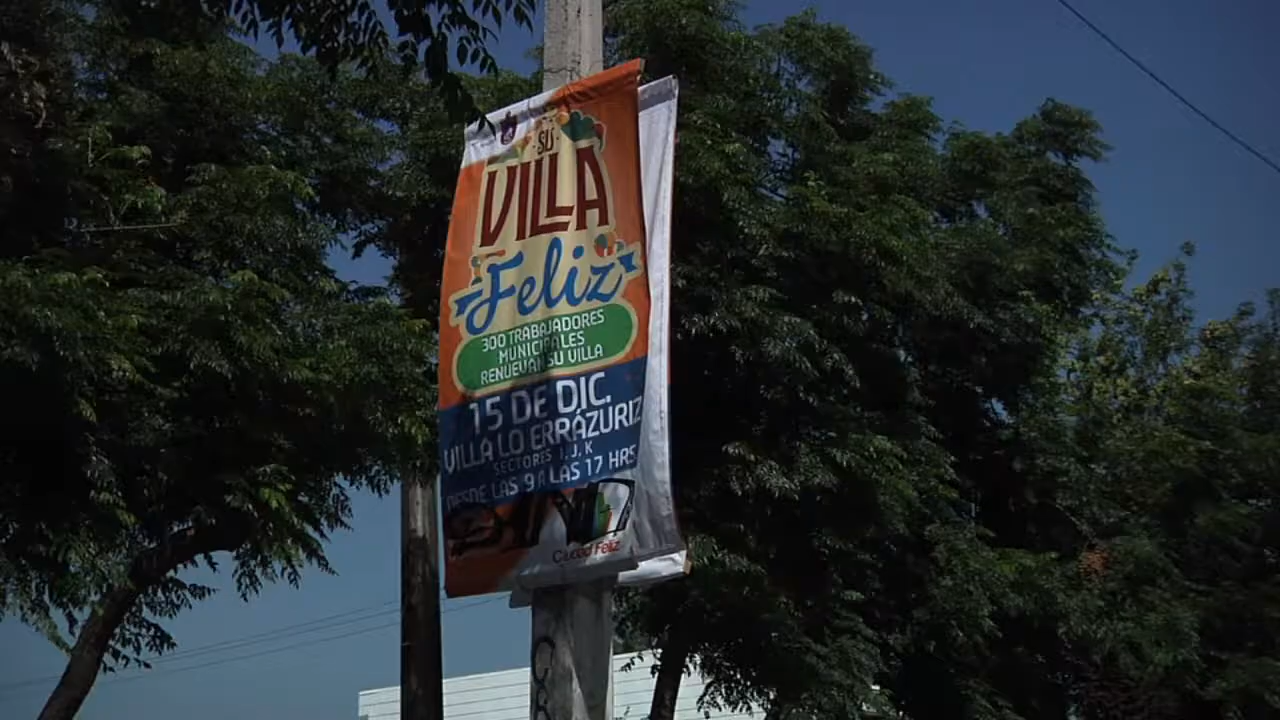 SU
VILLA
Feliz
300 TRABAJADORES
MUNICIPALES
RENUEVAN SU VILLA
15 DE DIC.
VILLA LO ERRÁZURIZ
SECTORES I, J, K
DESDE LAS 9 A LAS 17 HRS
Ciudad Feliz